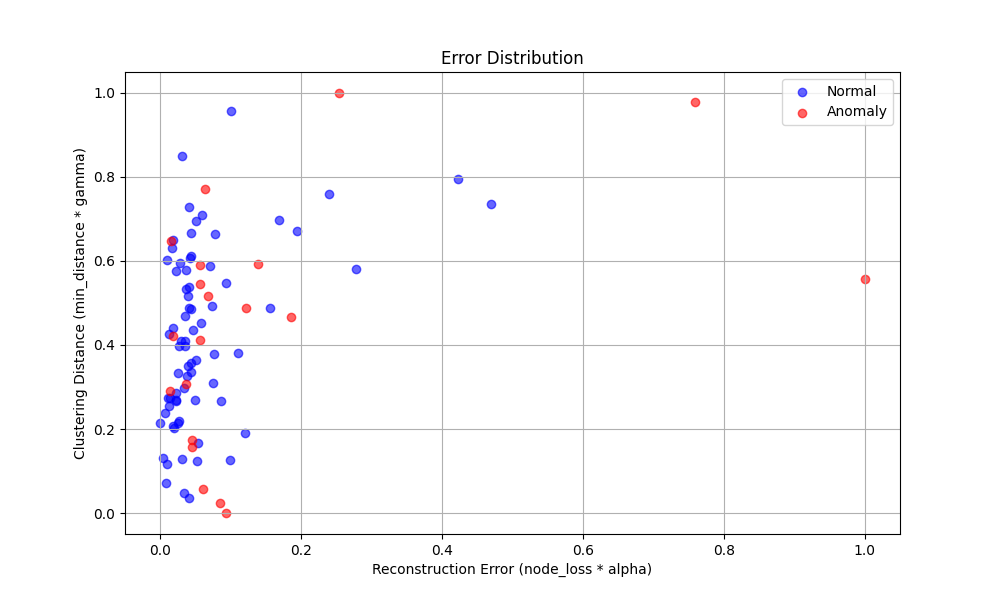 Error Distribution
Normal
Anomaly
1.0
0.8
0.6
0.4
0.2
0.0
Clustering Distance (min_distance * gamma)
0.0 0.2 0.4 0.6 0.8 1.0
Reconstruction Error (node_loss * alpha)